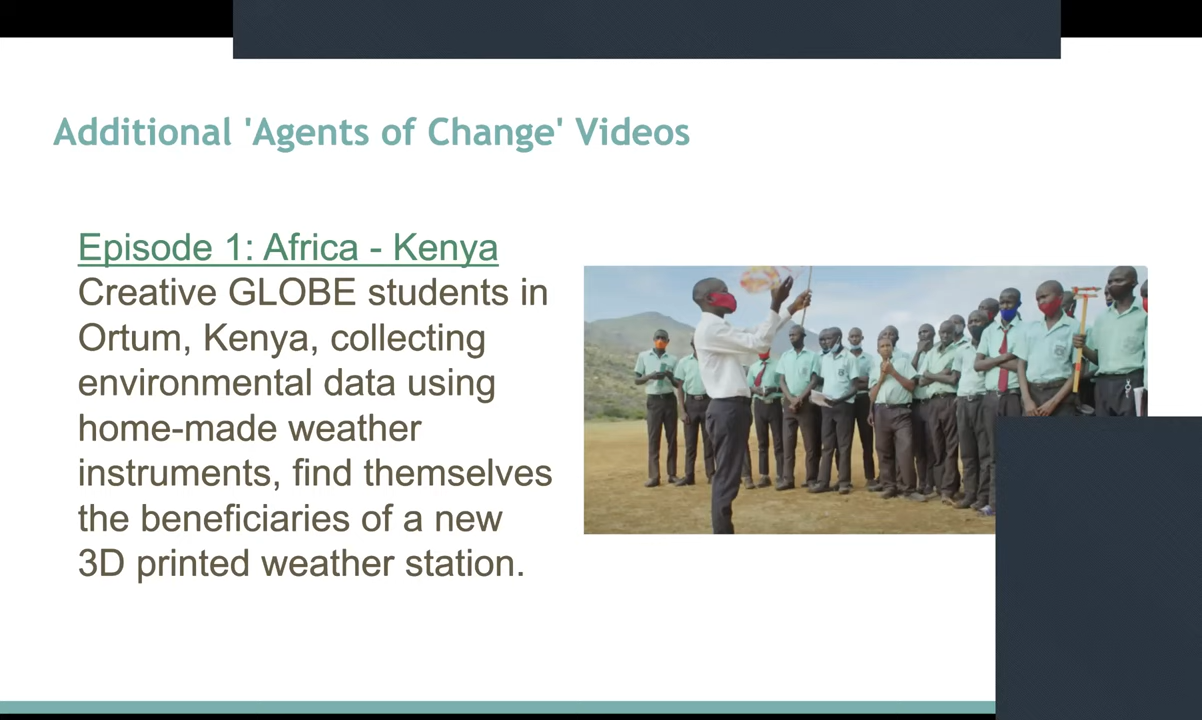 Additional 'Agents of Change' Videos
Episode 1: Africa - Kenya
Creative GLOBE students in
Ortum, Kenya, collecting
environmental data using
home-made weather
instruments, find themselves
the beneficiaries of a new
3D printed weather station.